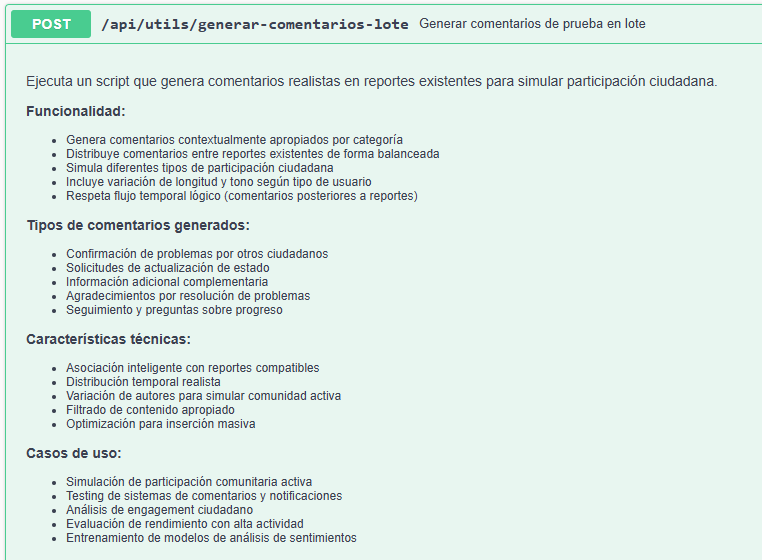 POST /api/utils/generar-comentarios-lote Generar comentarios de prueba en lote
Ejecuta un script que genera comentarios realistas en reportes existentes para simular participación ciudadana.
Funcionalidad:
Genera comentarios contextualmente apropiados por categoría
Distribuye comentarios entre reportes existentes de forma balanceada
Simula diferentes tipos de participación ciudadana
Incluye variación de longitud y tono según tipo de usuario
Respeta flujo temporal lógico (comentarios posteriores a reportes)
Tipos de comentarios generados:
Confirmación de problemas por otros ciudadanos
Solicitudes de actualización de estado
Información adicional complementaria
Agradecimientos por resolución de problemas
Seguimiento y preguntas sobre progreso
Características técnicas:
Asociación inteligente con reportes compatibles
Distribución temporal realista
Variación de autores para simular comunidad activa
Filtrado de contenido apropiado
Optimización para inserción masiva
Casos de uso:
Simulación de participación comunitaria activa
Testing de sistemas de comentarios y notificaciones
Análisis de engagement ciudadano
Evaluación de rendimiento con alta actividad
Entrenamiento de modelos de análisis de sentimientos